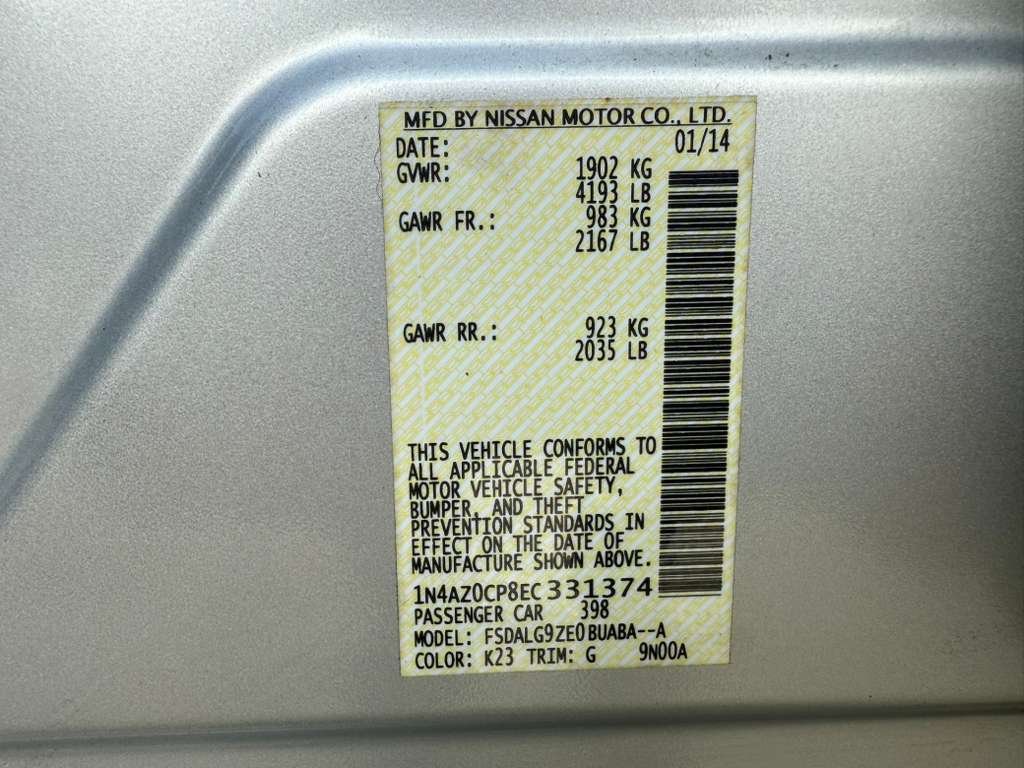 MFD BY NISSAN MOTOR CO., LTD.
DATE: 01/14
GVWR: 1902 KG
4193 LB
GAWR FR.: 983 KG
2167 LB
GAWR RR.: 923 KG
2035 LB
THIS VEHICLE CONFORMS TO
ALL APPLICABLE FEDERAL
MOTOR VEHICLE SAFETY,
BUMPER, AND THEFT
PREVENTION STANDARDS IN
EFFECT ON THE DATE OF
MANUFACTURE SHOWN ABOVE.
1N4AZ0CP8EC331374
PASSENGER CAR 398
MODEL: FSDALG9ZE0BUABA--A
COLOR: K23 TRIM: G 9N00A